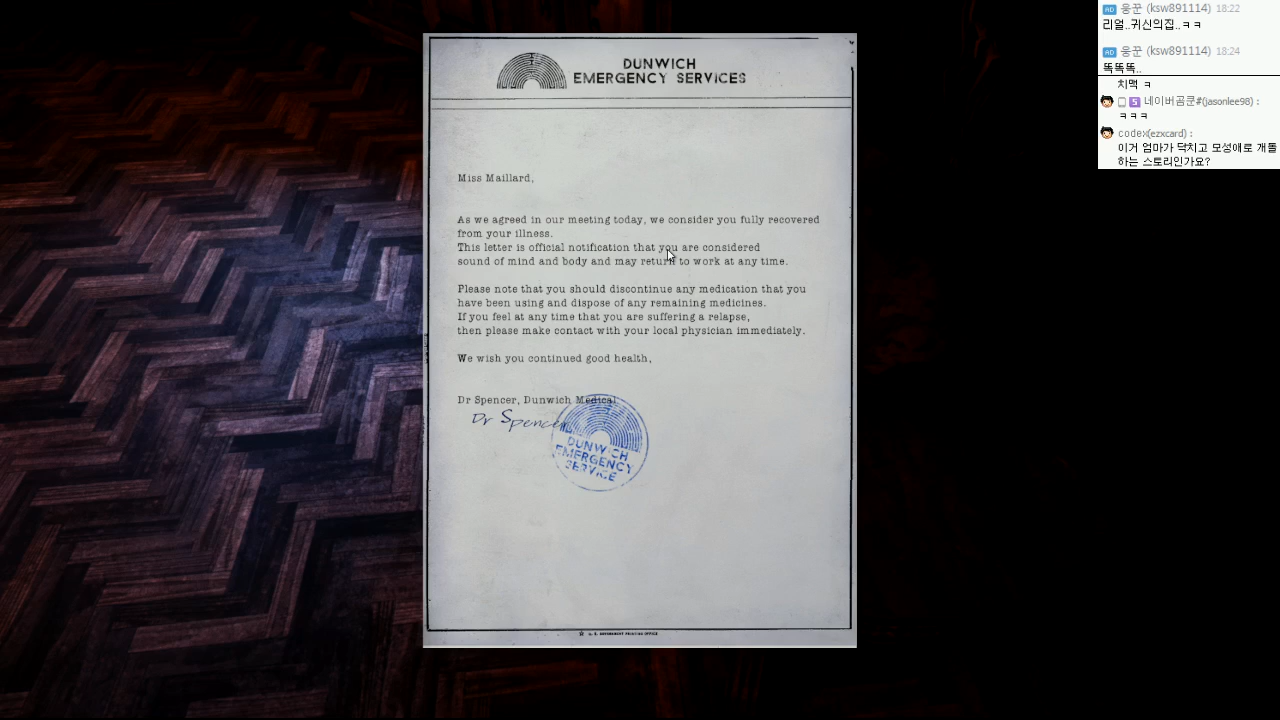 DUNWICH
EMERGENCY SERVICES
Miss Maillard,
As we agreed in our meeting today, we consider you fully recovered
from your illness.
This letter is official notification that you are considered
sound of mind and body and may return to work at any time.
Please note that you should discontinue any medication that you
have been using and dispose of any remaining medicines.
If you feel at any time that you are suffering a relapse,
then please make contact with your local physician immediately.
We wish you continued good health,
Dr Spencer, Dunwich Medical
Dr Spencer
DUNWICH
EMERGENCY
SERVICE
U. S. GOVERNMENT PRINTING OFFICE
AD 웅꾼 (ksw891114) 18:22
리얼..귀신의집..ㅋㅋ
AD 웅꾼 (ksw891114) 18:24
똑똑똑..
치맥 ㅋ
5 네이버곰쿤#(jasonlee98) :
ㅋㅋㅋ
codex(ezxcard) :
이거 엄마가 닥치고 모성애로 개돌
하는 스토리인가요?